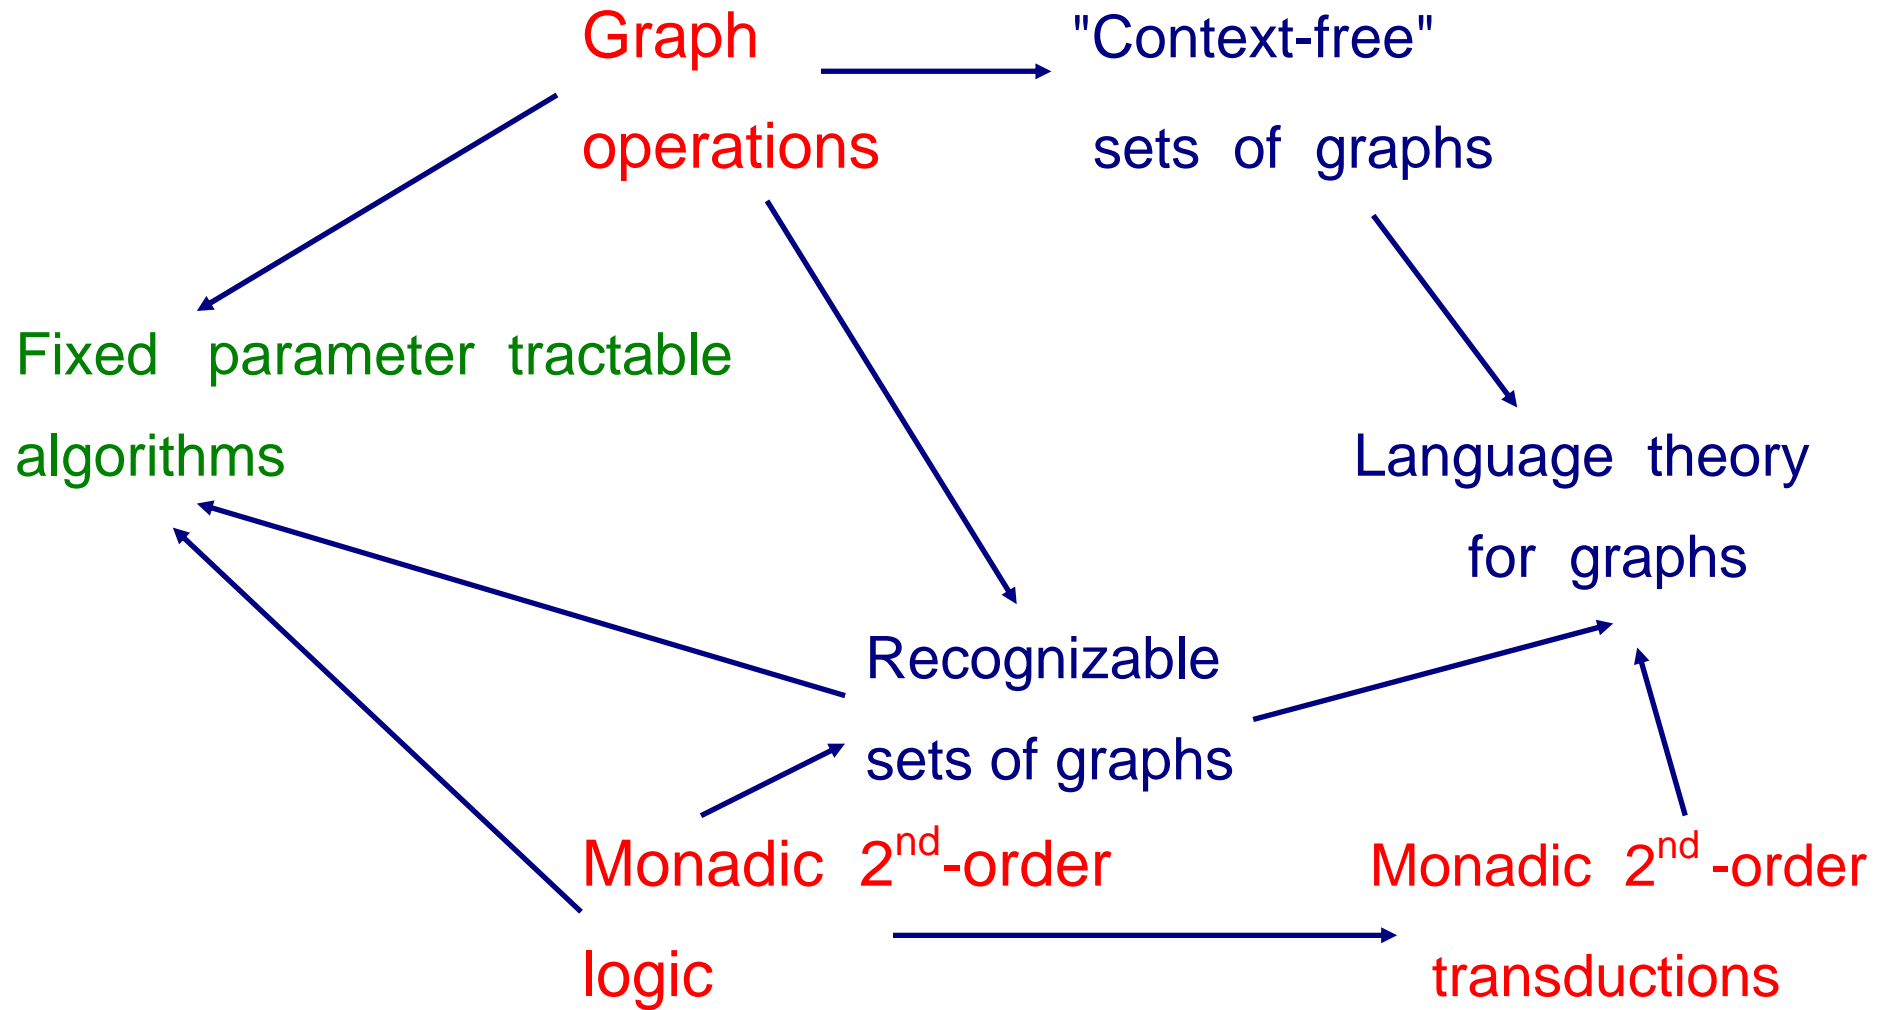 Graph
operations
"Context-free"
sets of graphs
Fixed parameter tractable
algorithms
Language theory
for graphs
Recognizable
sets of graphs
Monadic 2nd-order
logic
Monadic 2nd -order
transductions